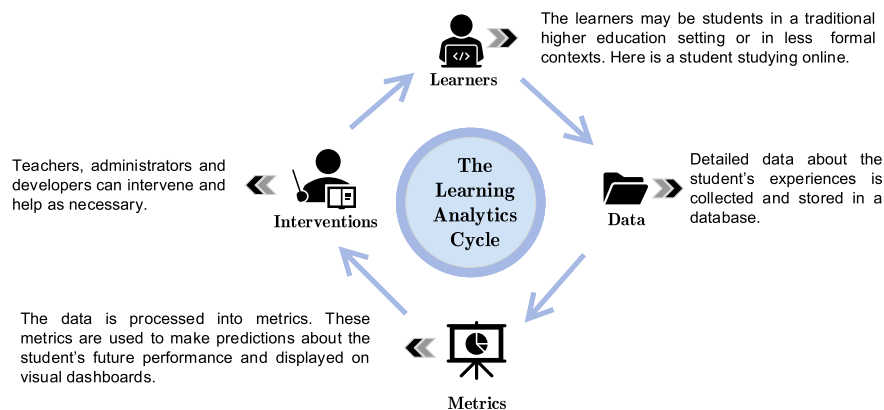 The learners may be students in a traditional
higher education setting or in less formal
contexts. Here is a student studying online.
</>
Learners
Teachers, administrators and
developers can intervene and
help as necessary.
Interventions
The
Learning
Analytics
Cycle
Data
Detailed data about the
student's experiences is
collected and stored in a
database.
The data is processed into metrics. These
metrics are used to make predictions about the
student's future performance and displayed on
visual dashboards.
Metrics